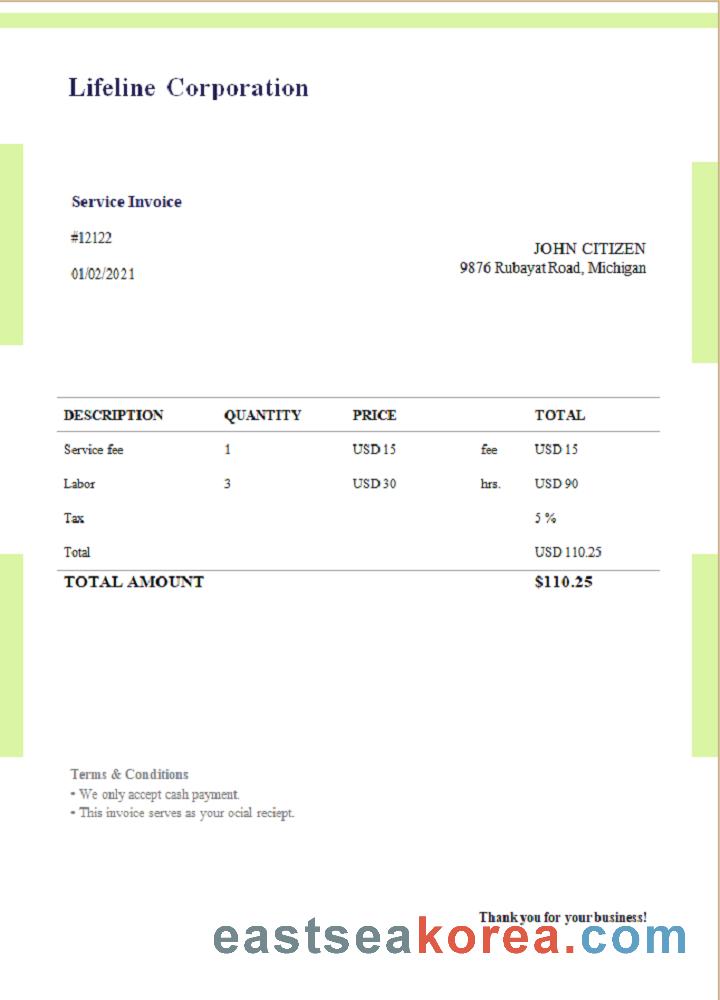 Lifeline Corporation
Service Invoice
#12122
01/02/2021
JOHN CITIZEN
9876 Rubayat Road, Michigan
DESCRIPTION QUANTITY PRICE TOTAL
Service fee 1 USD 15 fee USD 15
Labor 3 USD 30 hrs. USD 90
Tax 5 %
Total USD 110.25
TOTAL AMOUNT $110.25
Terms & Conditions
• We only accept cash payment.
• This invoice serves as your ocial reciept.
Thank you for your business!
eastseakorea.com